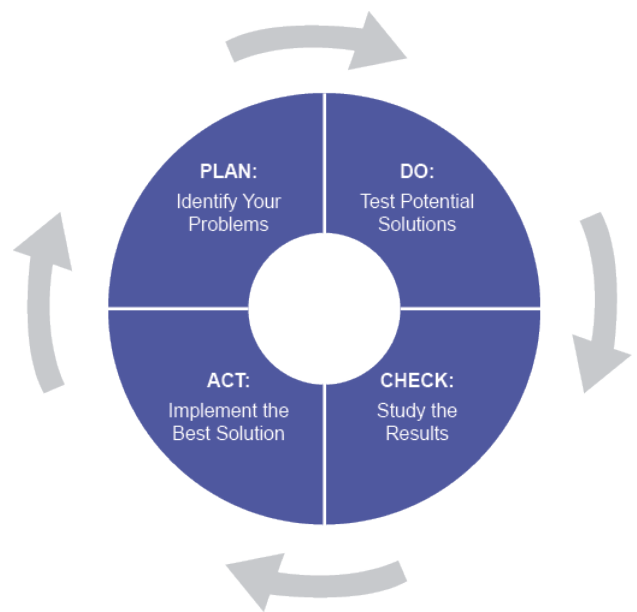 PLAN:
Identify Your
Problems
DO:
Test Potential
Solutions
ACT:
Implement the
Best Solution
CHECK:
Study the
Results